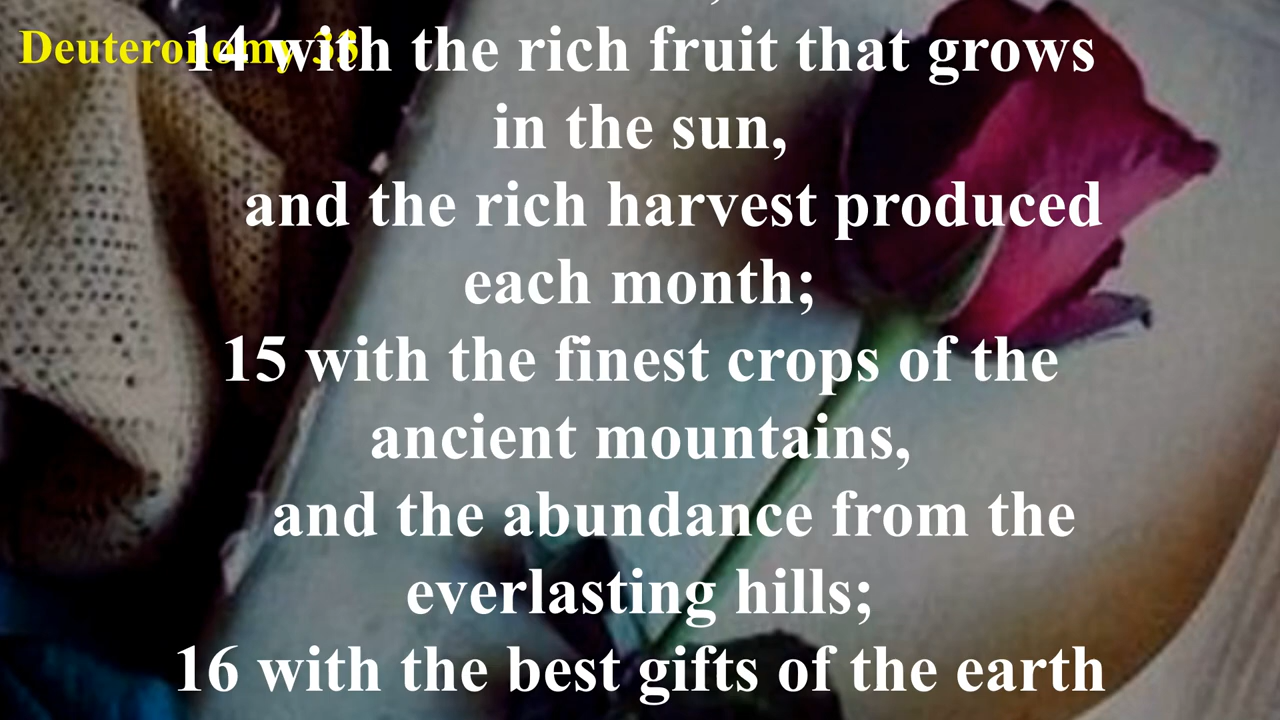 Deuteronomy 33
14 with the rich fruit that grows
in the sun,
and the rich harvest produced
each month;
15 with the finest crops of the
ancient mountains,
and the abundance from the
everlasting hills;
16 with the best gifts of the earth